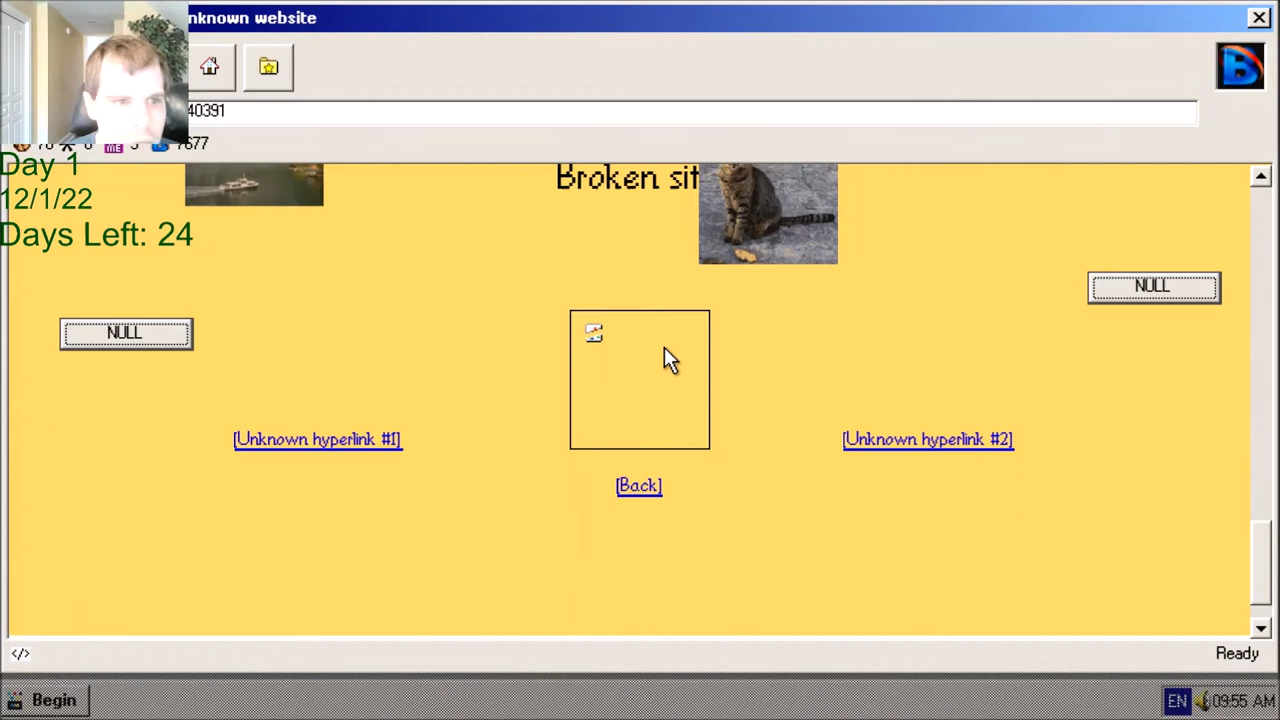 nknown website
40391
7677
Day 1
12/1/22
Days Left: 24
Broken sit
NULL
NULL
[Unknown hyperlink #1]
[Unknown hyperlink #2]
[Back]
</> Ready
Begin
EN 09:55 AM